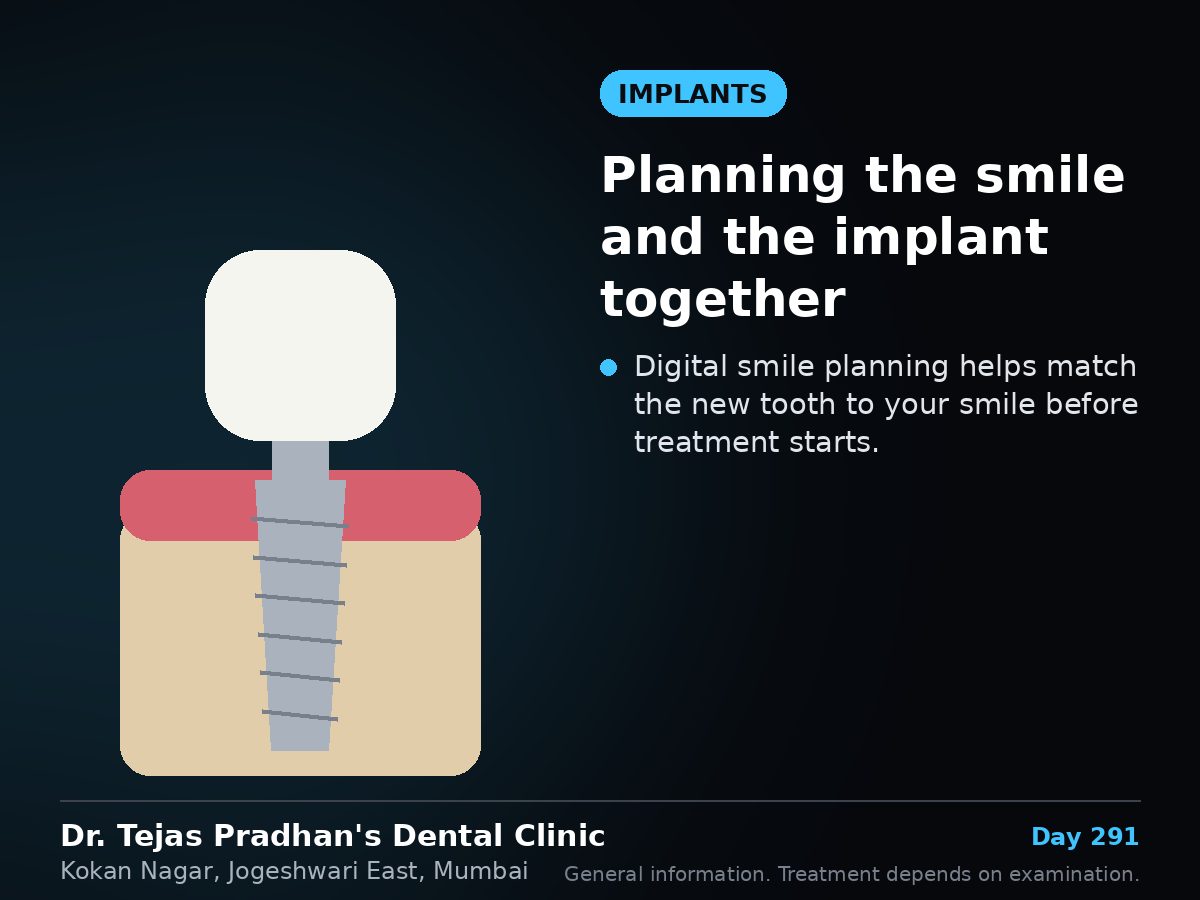 IMPLANTS
Planning the smile
and the implant
together
Digital smile planning helps match
the new tooth to your smile before
treatment starts.
Dr. Tejas Pradhan's Dental Clinic
Day 291
Kokan Nagar, Jogeshwari East, Mumbai
General information. Treatment depends on examination.